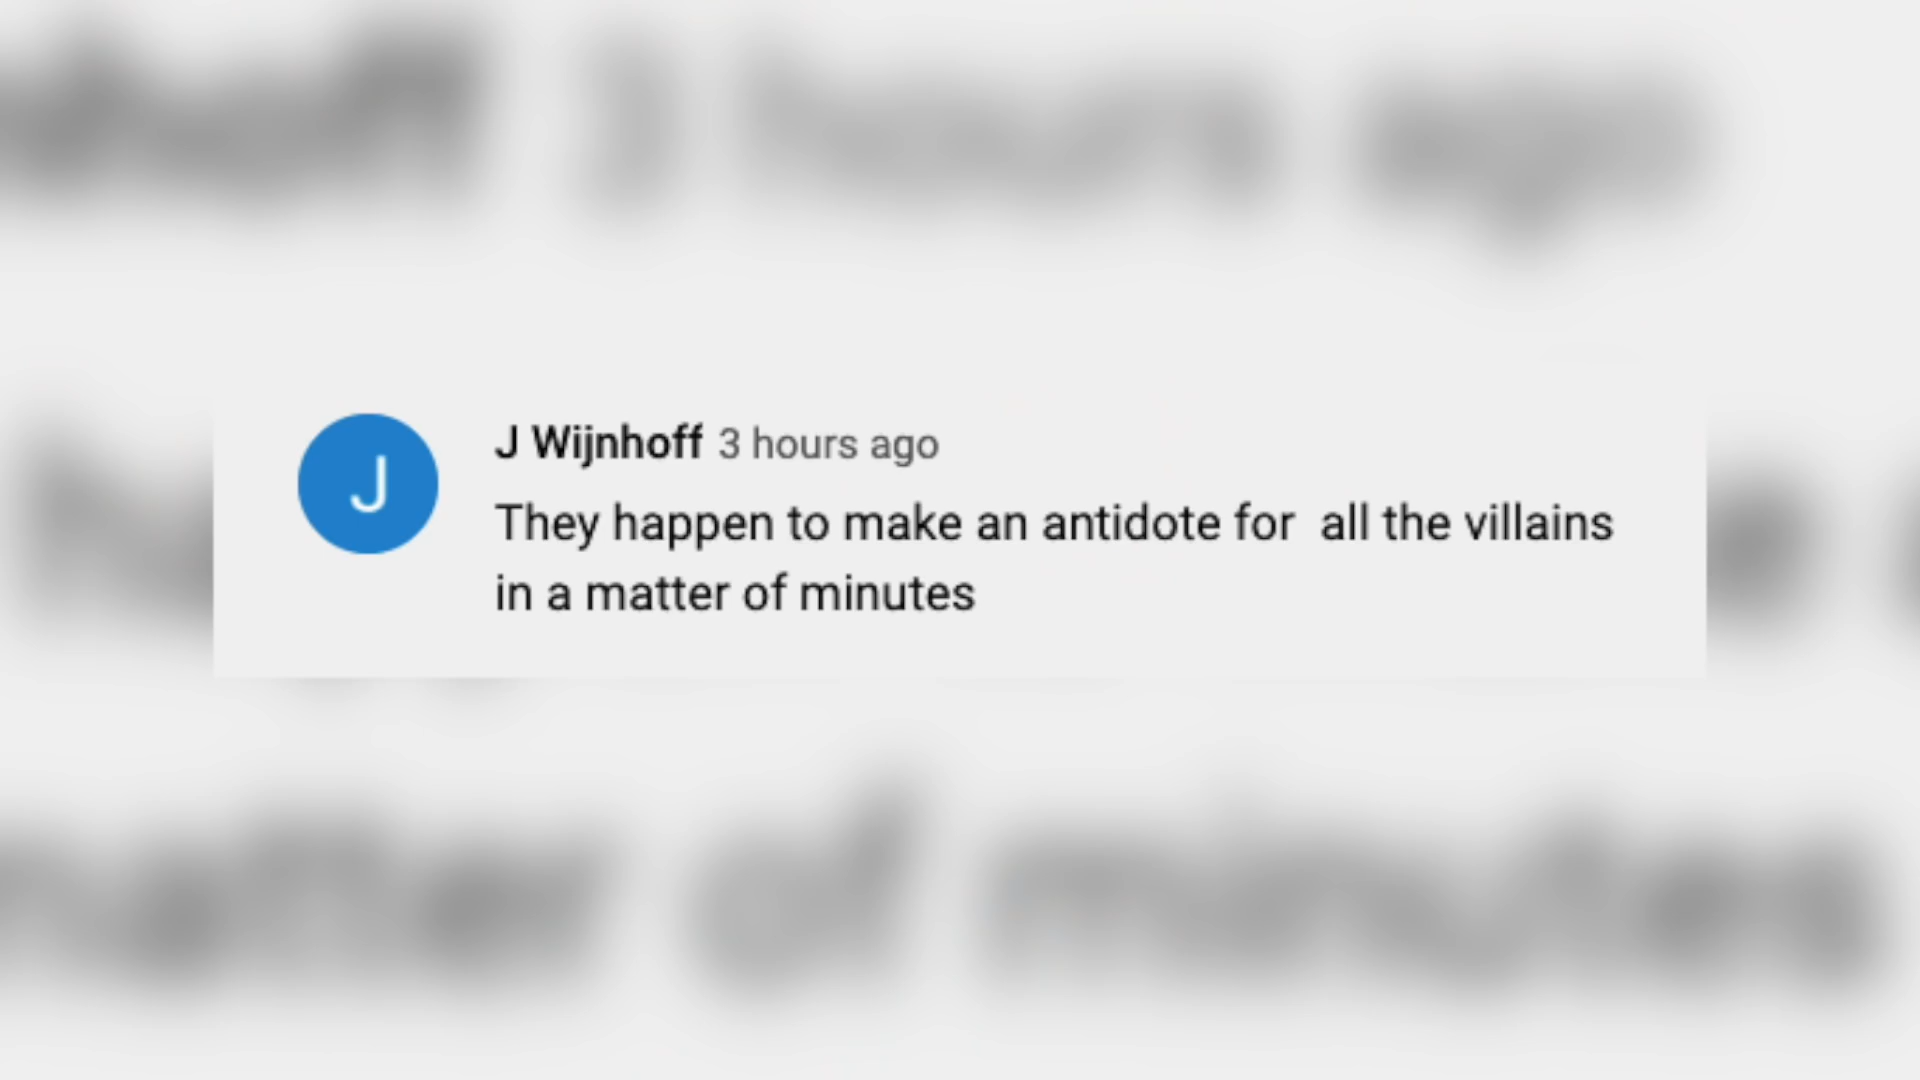 J
J Wijnhoff 3 hours ago
They happen to make an antidote for  all the villains
in a matter of minutes